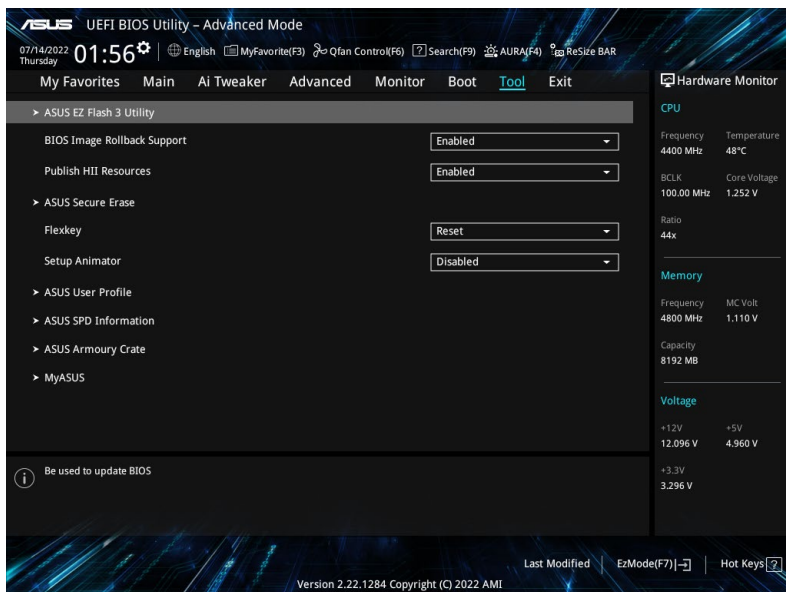 ASUS UEFI BIOS Utility – Advanced Mode
07/14/2022 Thursday 01:56 English MyFavorite(F3) Qfan Control(F6) ? Search(F9) AURA(F4) ReSize BAR
My Favorites Main Ai Tweaker Advanced Monitor Boot Tool Exit
ASUS EZ Flash 3 Utility
BIOS Image Rollback Support Enabled
Publish HII Resources Enabled
ASUS Secure Erase
Flexkey Reset
Setup Animator Disabled
ASUS User Profile
ASUS SPD Information
ASUS Armoury Crate
MyASUS
i Be used to update BIOS
Hardware Monitor
CPU
Frequency Temperature
4400 MHz 48°C
BCLK Core Voltage
100.00 MHz 1.252 V
Ratio
44x
Memory
Frequency MC Volt
4800 MHz 1.110 V
Capacity
8192 MB
Voltage
+12V +5V
12.096 V 4.960 V
+3.3V
3.296 V
Last Modified EzMode(F7) Hot Keys ?
Version 2.22.1284 Copyright (C) 2022 AMI